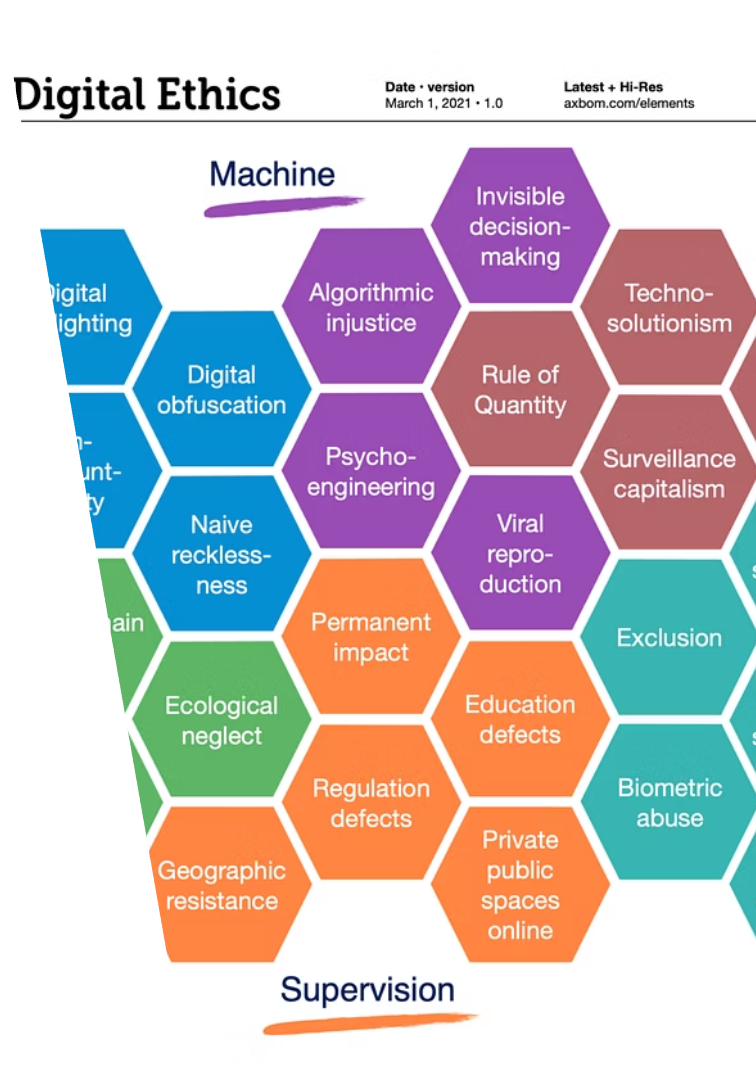 Digital Ethics
Date · version
March 1, 2021 · 1.0
Latest + Hi-Res
axbom.com/elements
Machine
Invisible
decision-
making
Algorithmic
injustice
Techno-
solutionism
Digital
obfuscation
Rule of
Quantity
Psycho-
engineering
Surveillance
capitalism
Naive
reckless-
ness
Viral
repro-
duction
Permanent
impact
Exclusion
Ecological
neglect
Education
defects
Regulation
defects
Biometric
abuse
Geographic
resistance
Private
public
spaces
online
Supervision